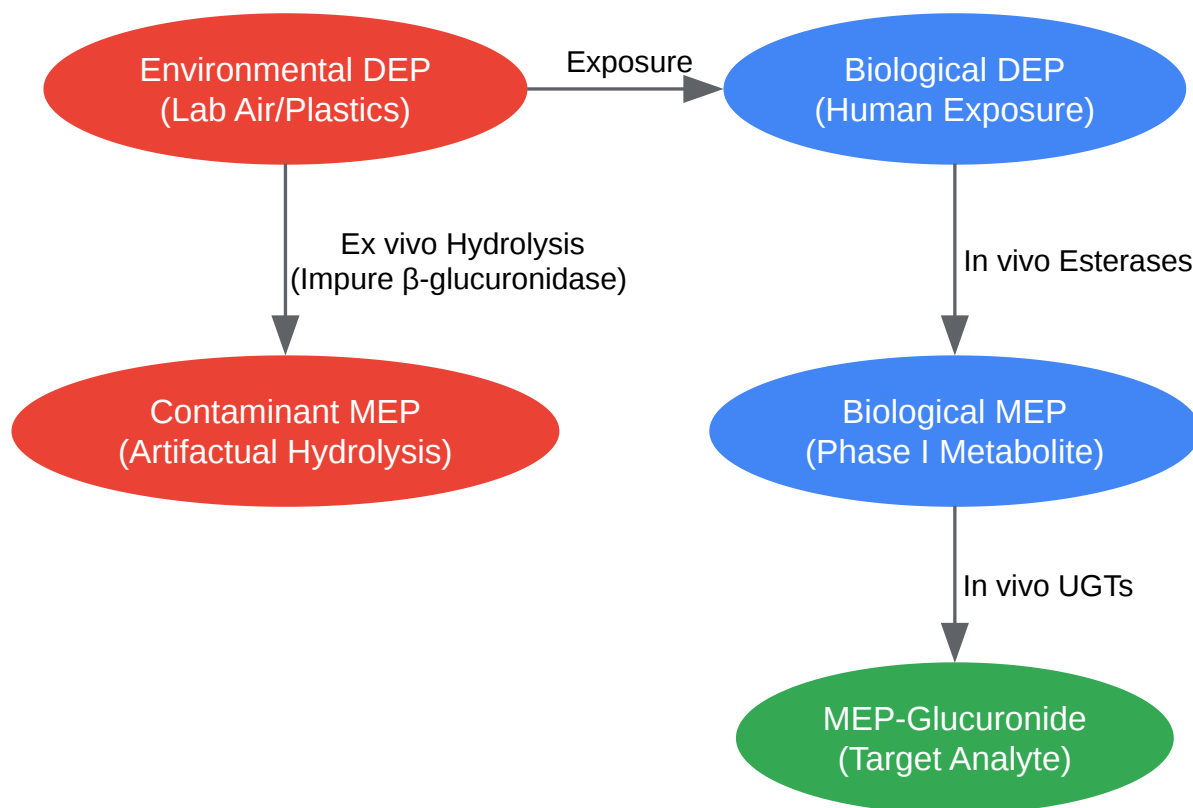 Environmental DEP
(Lab Air/Plastics)
Exposure
Biological DEP
(Human Exposure)
Ex vivo Hydrolysis
(Impure β-glucuronidase)
In vivo Esterases
Contaminant MEP
(Artifactual Hydrolysis)
Biological MEP
(Phase I Metabolite)
In vivo UGTs
MEP-Glucuronide
(Target Analyte)